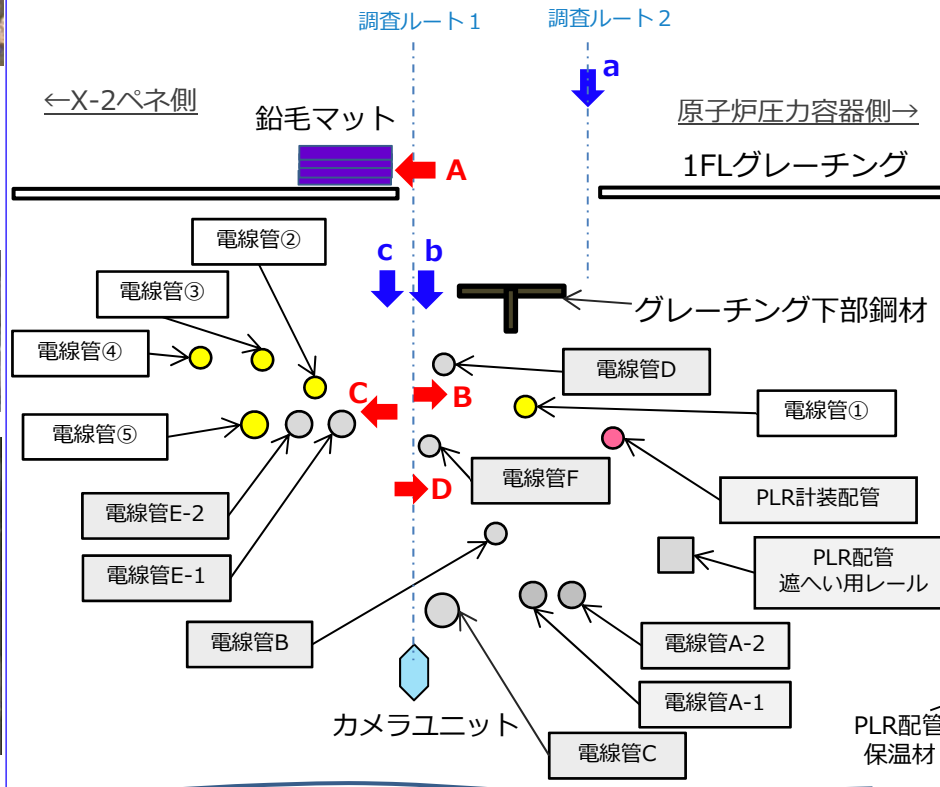 調査ルート１
調査ルート２
a
←X-2ペネ側
鉛毛マット
原子炉圧力容器側→
A
1FLグレーチング
電線管②
c
b
電線管③
グレーチング下部鋼材
電線管④
電線管D
C
B
電線管①
電線管⑤
電線管F
D
PLR計装配管
電線管E-2
PLR配管
遮へい用レール
電線管E-1
電線管B
電線管A-2
電線管A-1
カメラユニット
PLR配管
保温材
電線管C